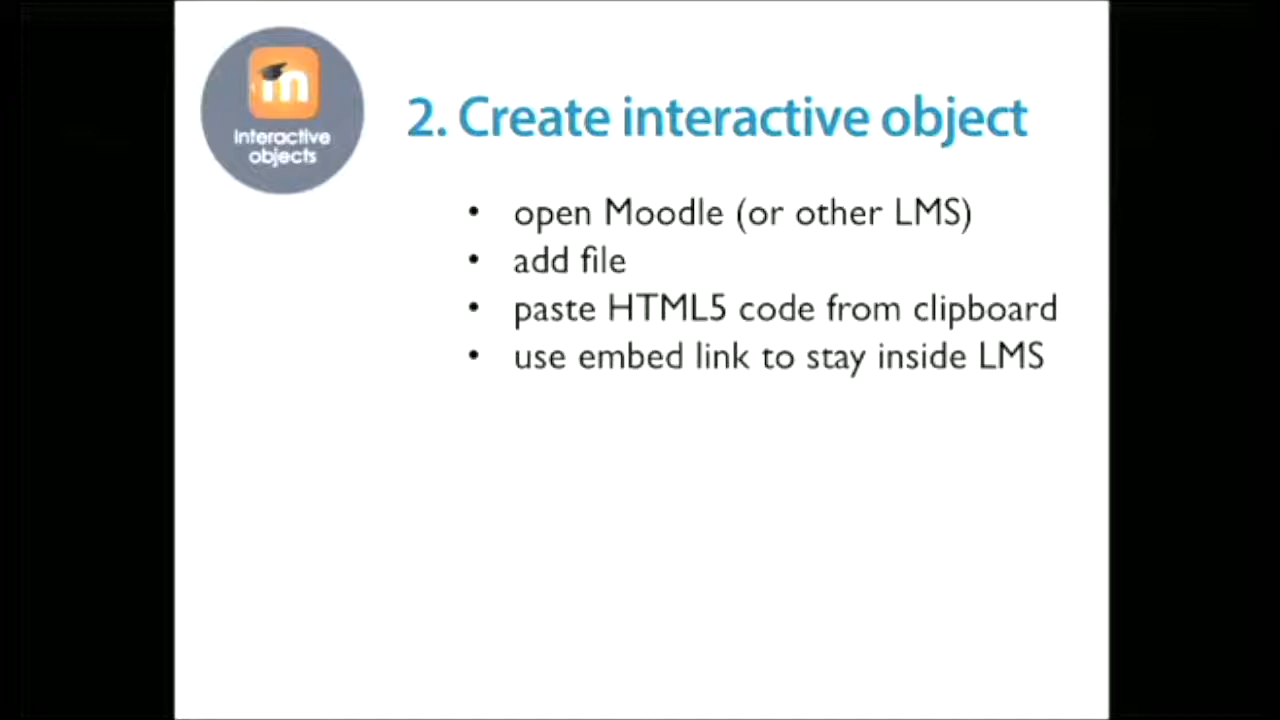 Interactive
objects
2. Create interactive object
• open Moodle (or other LMS)
• add file
• paste HTML5 code from clipboard
• use embed link to stay inside LMS